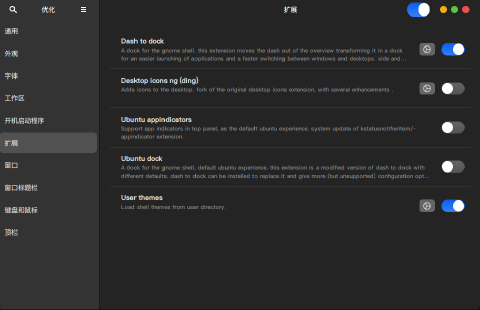 优化
扩展
通用
外观
字体
工作区
开机启动程序
扩展
窗口
窗口标题栏
键盘和鼠标
顶栏
Dash to dock
A dock for the gnome shell. this extension moves the dash out of the overview transforming it in a dock
for an easier launching of applications and a faster switching between windows and desktops. side and...
Desktop icons ng (ding)
Adds icons to the desktop. fork of the original desktop icons extension, with several enhancements .
Ubuntu appindicators
Support app indicators in top panel, as the default ubuntu experience. system update of kstatusnotifieritem/-
appindicator extension.
Ubuntu dock
A dock for the gnome shell, default ubuntu experience. this extension is a modified version of dash to dock with
different defaults. dash to dock can be installed to replace it and give more (but unsupported) configuration opt...
User themes
Load shell themes from user directory.